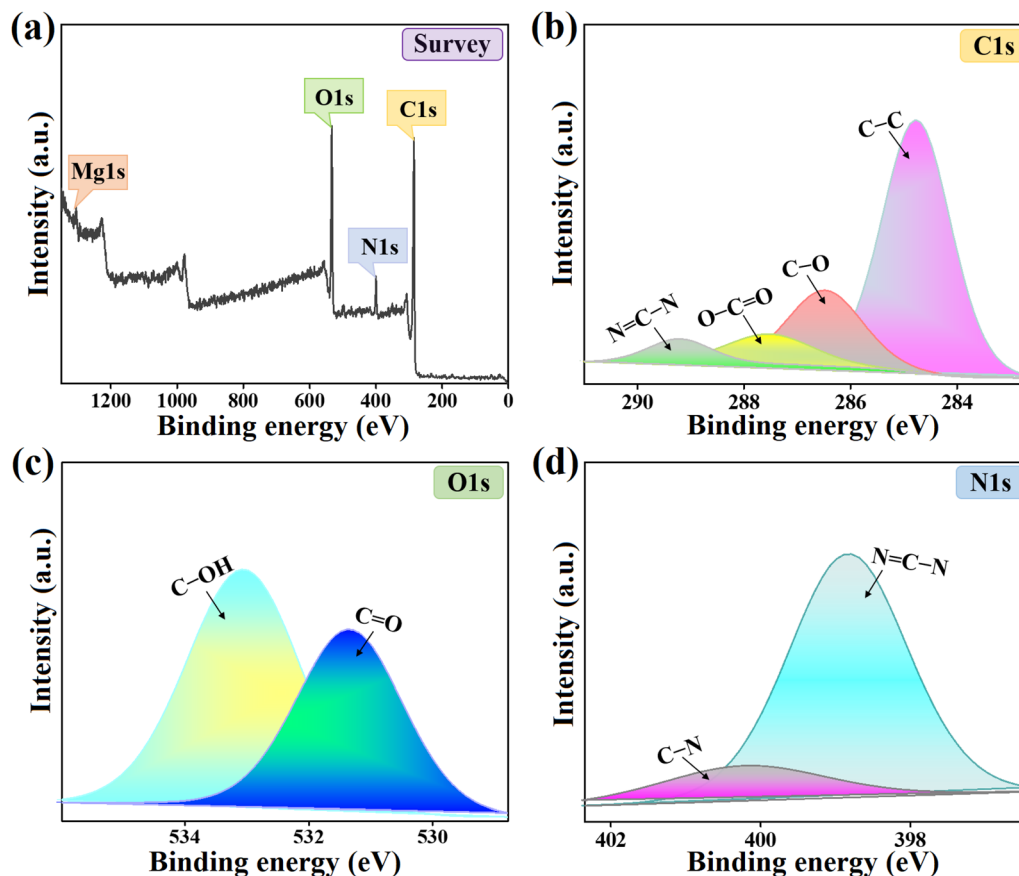 (a)
Survey
O1s
C1s
Mg1s
N1s
Intensity (a.u.)
1200 1000 800 600 400 200 0
Binding energy (eV)
(b)
C1s
C–C
C–O
O–C=O
N=C–N
Intensity (a.u.)
290 288 286 284
Binding energy (eV)
(c)
O1s
C–OH
C=O
Intensity (a.u.)
534 532 530
Binding energy (eV)
(d)
N1s
N=C–N
C–N
Intensity (a.u.)
402 400 398
Binding energy (eV)